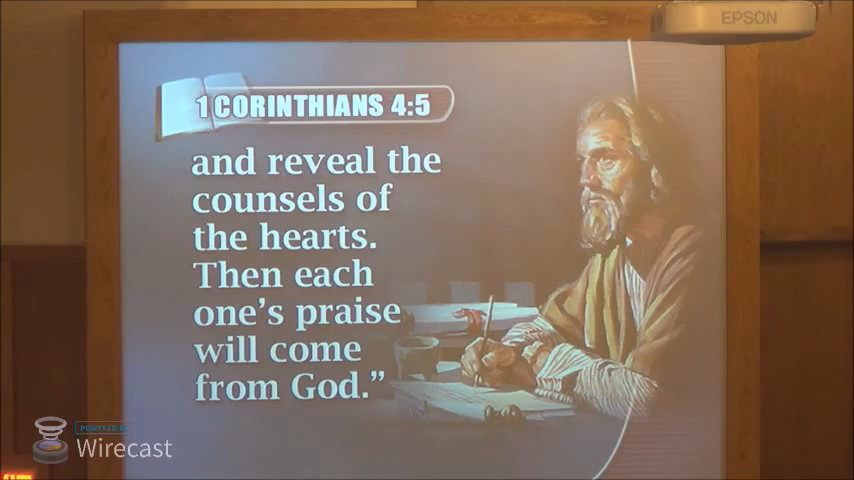 EPSON
1 CORINTHIANS 4:5
and reveal the
counsels of
the hearts.
Then each
one's praise
will come
from God.”
POWERED BY
Wirecast